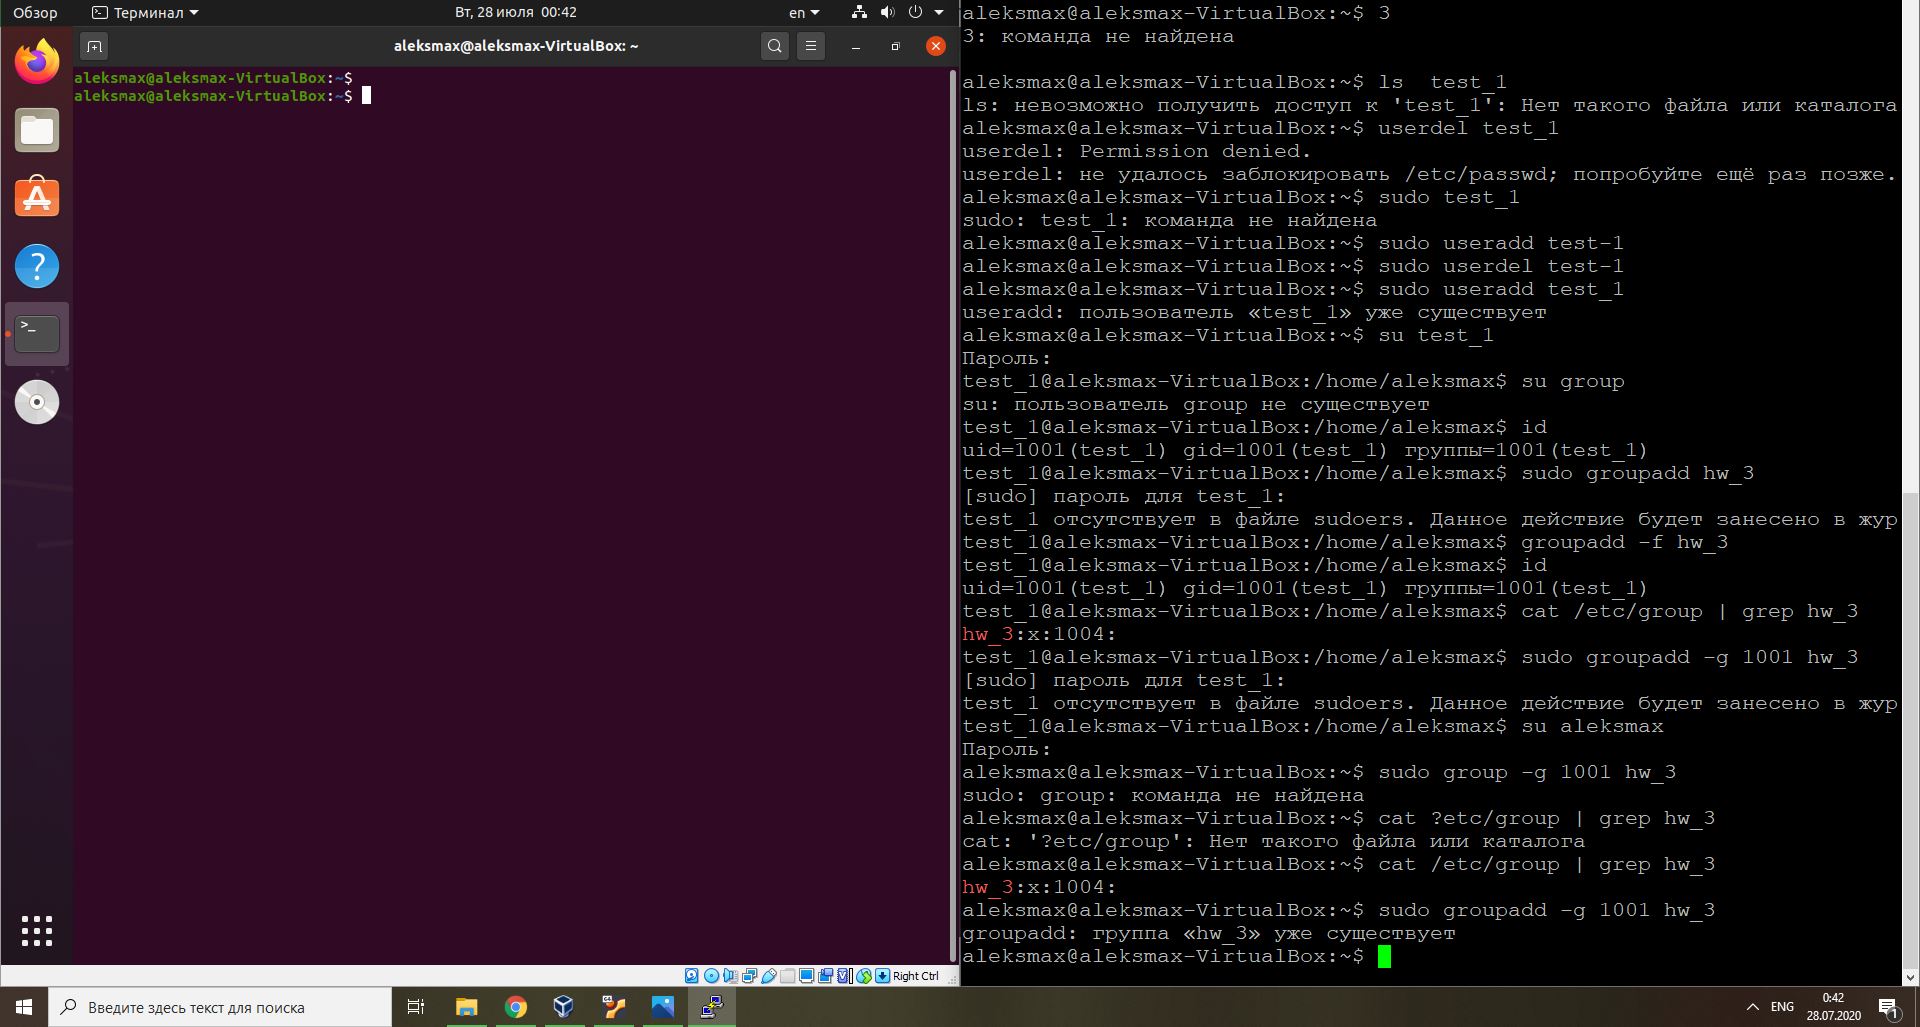 Обзор
Терминал
Вт, 28 июля 00:42
en
aleksmax@aleksmax-VirtualBox: ~
aleksmax@aleksmax-VirtualBox:~$
aleksmax@aleksmax-VirtualBox:~$
Right Ctrl
aleksmax@aleksmax-VirtualBox:~$ 3
3: команда не найдена
aleksmax@aleksmax-VirtualBox:~$ ls  test_1
ls: невозможно получить доступ к 'test_1': Нет такого файла или каталога
aleksmax@aleksmax-VirtualBox:~$ userdel test_1
userdel: Permission denied.
userdel: не удалось заблокировать /etc/passwd; попробуйте ещё раз позже.
aleksmax@aleksmax-VirtualBox:~$ sudo test_1
sudo: test_1: команда не найдена
aleksmax@aleksmax-VirtualBox:~$ sudo useradd test-1
aleksmax@aleksmax-VirtualBox:~$ sudo userdel test-1
aleksmax@aleksmax-VirtualBox:~$ sudo useradd test_1
useradd: пользователь «test_1» уже существует
aleksmax@aleksmax-VirtualBox:~$ su test_1
Пароль:
test_1@aleksmax-VirtualBox:/home/aleksmax$ su group
su: пользователь group не существует
test_1@aleksmax-VirtualBox:/home/aleksmax$ id
uid=1001(test_1) gid=1001(test_1) группы=1001(test_1)
test_1@aleksmax-VirtualBox:/home/aleksmax$ sudo groupadd hw_3
[sudo] пароль для test_1:
test_1 отсутствует в файле sudoers. Данное действие будет занесено в жур
test_1@aleksmax-VirtualBox:/home/aleksmax$ groupadd -f hw_3
test_1@aleksmax-VirtualBox:/home/aleksmax$ id
uid=1001(test_1) gid=1001(test_1) группы=1001(test_1)
test_1@aleksmax-VirtualBox:/home/aleksmax$ cat /etc/group | grep hw_3
hw_3:x:1004:
test_1@aleksmax-VirtualBox:/home/aleksmax$ sudo groupadd -g 1001 hw_3
[sudo] пароль для test_1:
test_1 отсутствует в файле sudoers. Данное действие будет занесено в жур
test_1@aleksmax-VirtualBox:/home/aleksmax$ su aleksmax
Пароль:
aleksmax@aleksmax-VirtualBox:~$ sudo group -g 1001 hw_3
sudo: group: команда не найдена
aleksmax@aleksmax-VirtualBox:~$ cat ?etc/group | grep hw_3
cat: '?etc/group': Нет такого файла или каталога
aleksmax@aleksmax-VirtualBox:~$ cat /etc/group | grep hw_3
hw_3:x:1004:
aleksmax@aleksmax-VirtualBox:~$ sudo groupadd -g 1001 hw_3
groupadd: группа «hw_3» уже существует
aleksmax@aleksmax-VirtualBox:~$
Введите здесь текст для поиска
ENG
0:42
28.07.2020
1